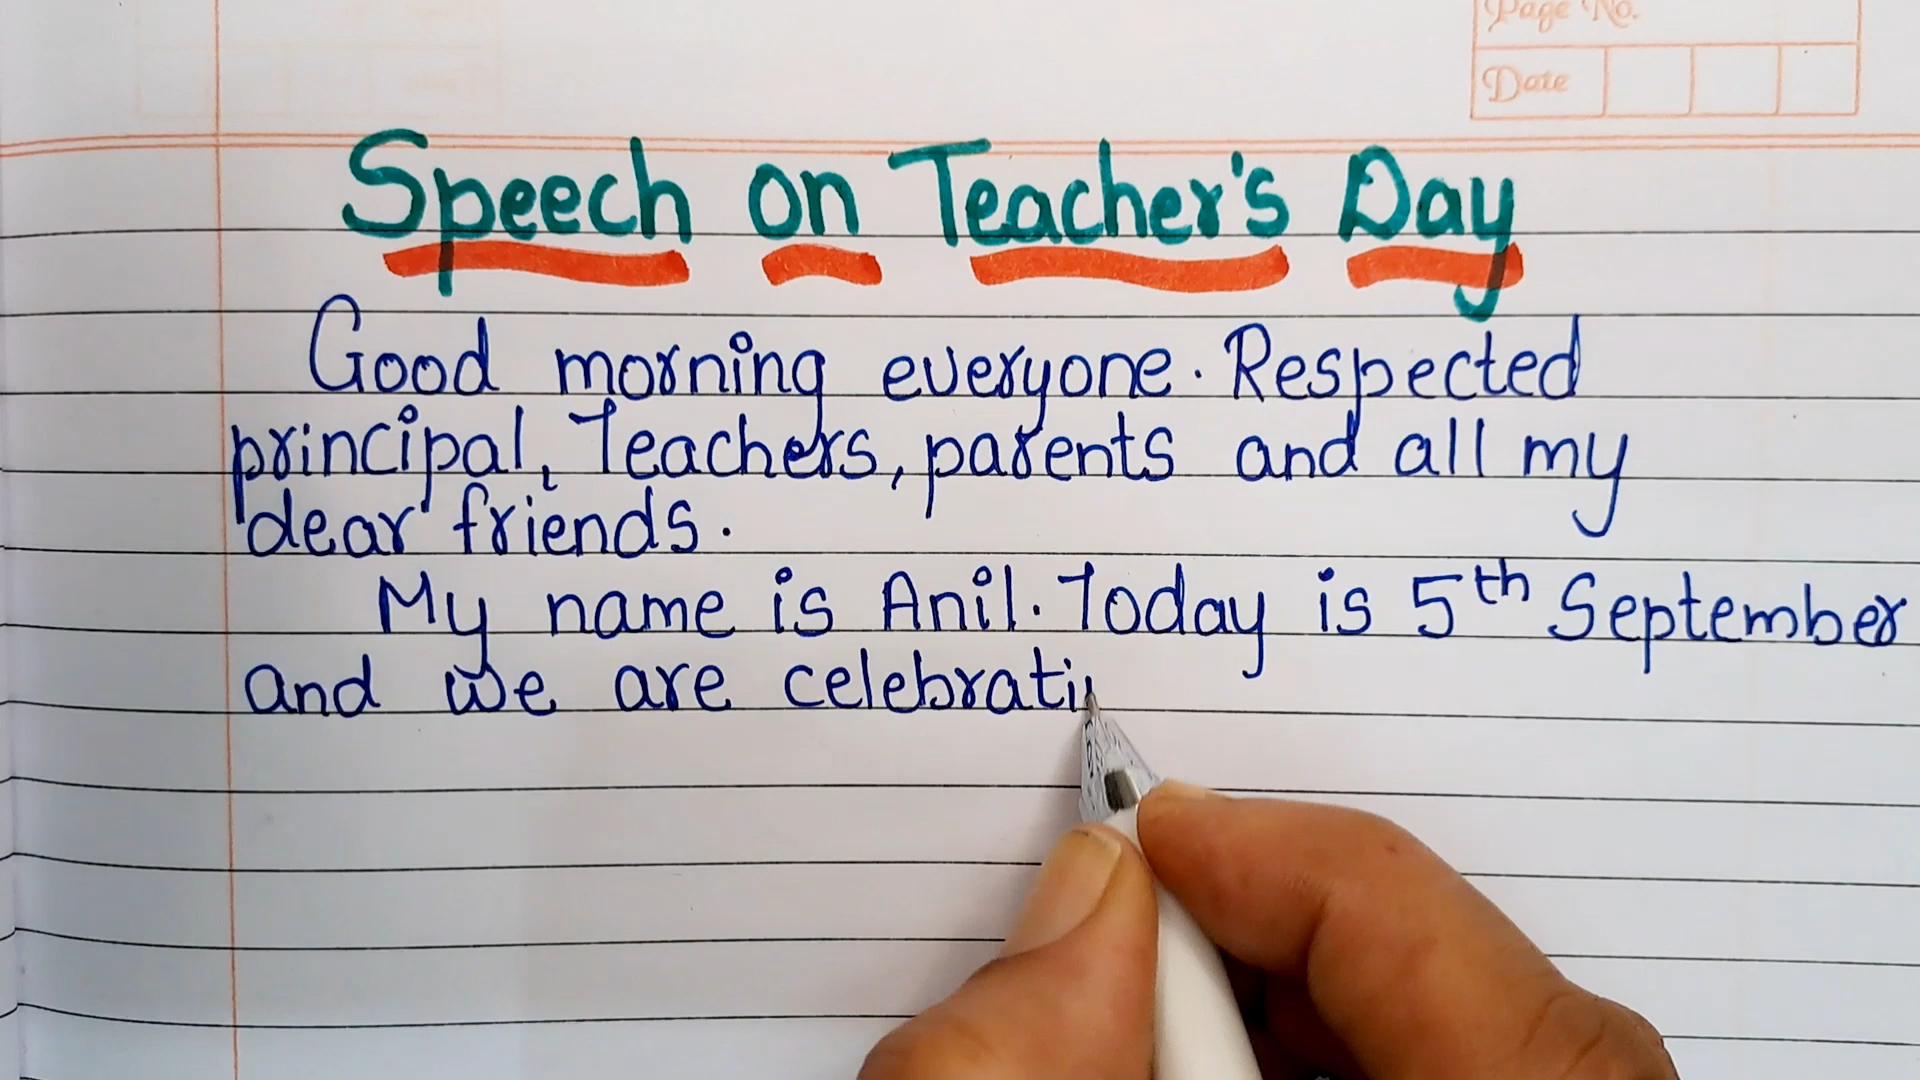 Page No.
Date
Speech on Teacher's Day
Good morning everyone. Respected
principal, Teachers, parents and all my
dear friends.
My name is Anil. Today is 5th September
and we are celebrati